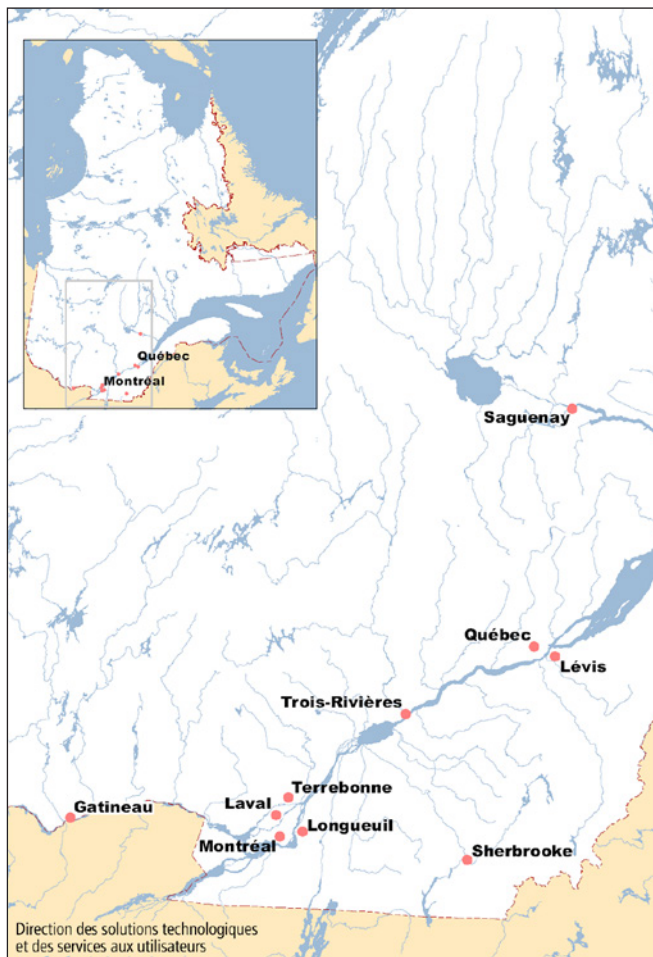 Québec
Montréal
Saguenay
Québec
Lévis
Trois-Rivières
Terrebonne
Laval
Gatineau
Longueuil
Montréal
Sherbrooke
Direction des solutions technologiques
et des services aux utilisateurs